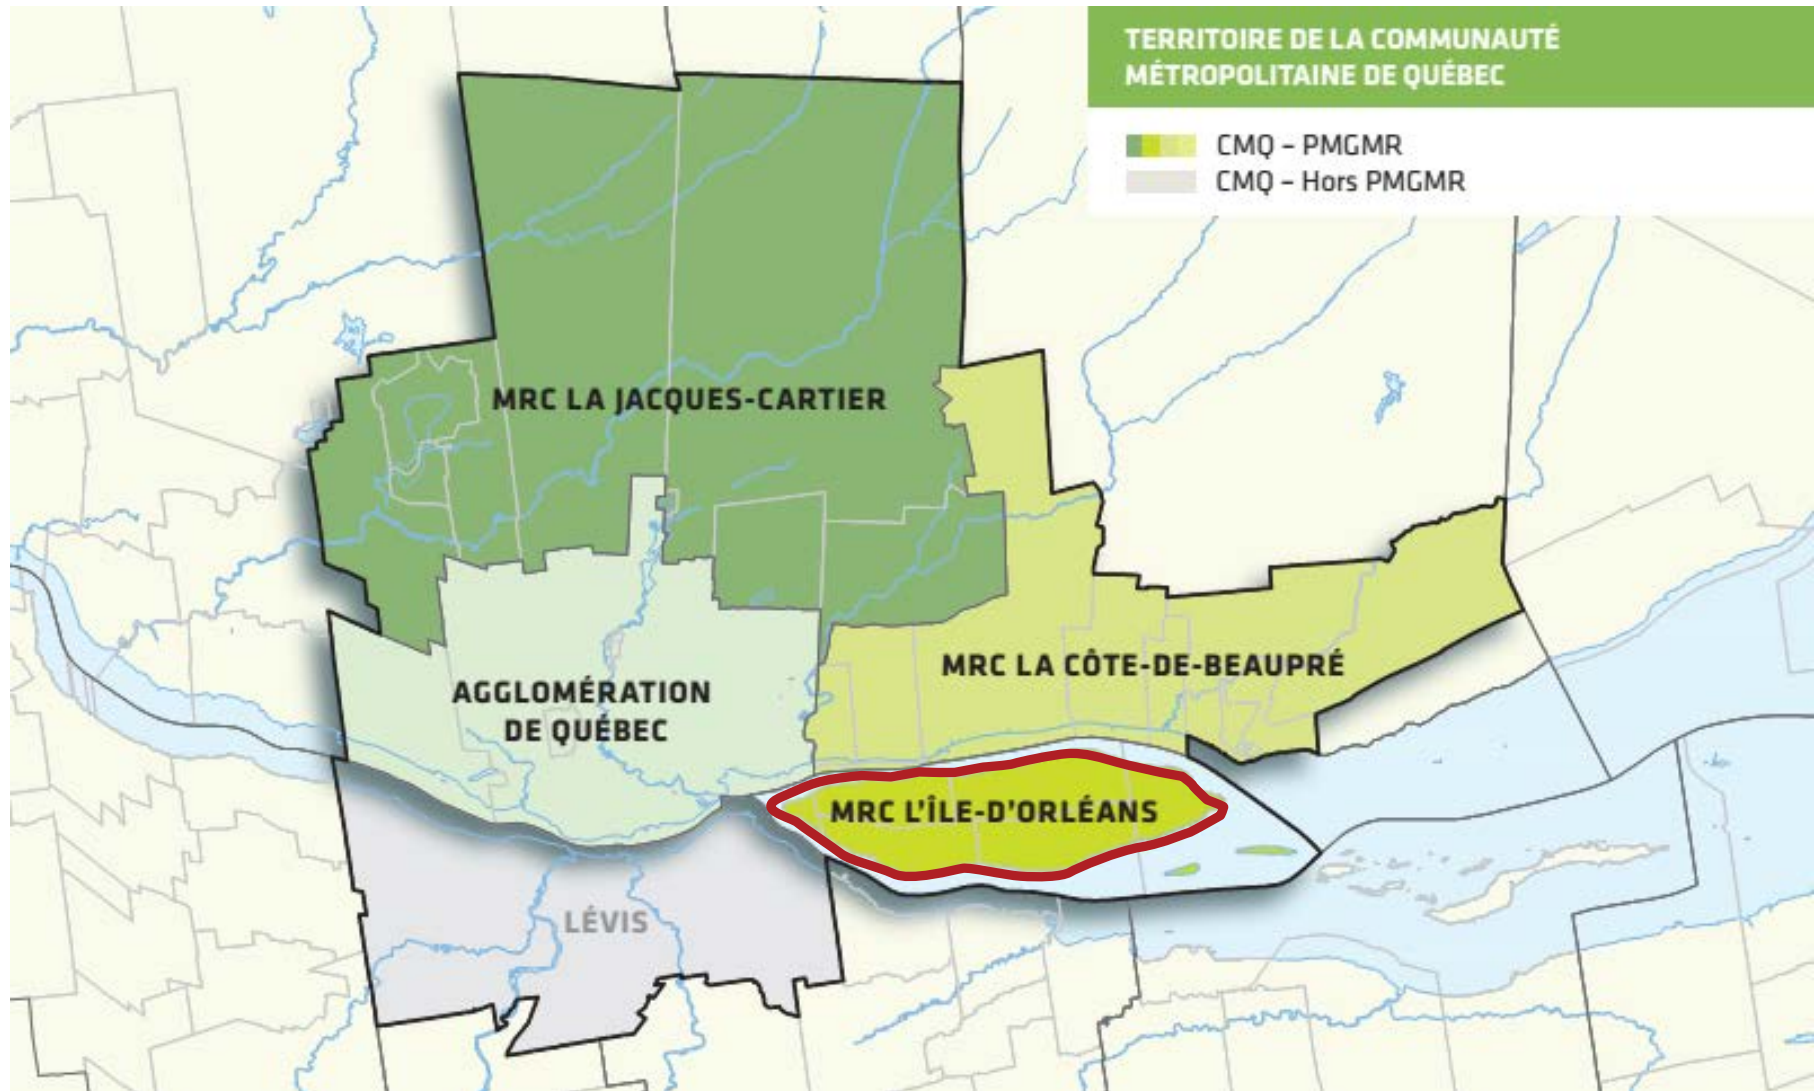 TERRITOIRE DE LA COMMUNAUTÉ
MÉTROPOLITAINE DE QUÉBEC
CMQ – PMGMR
CMQ – Hors PMGMR
MRC LA JACQUES-CARTIER
MRC LA CÔTE-DE-BEAUPRÉ
AGGLOMÉRATION
DE QUÉBEC
MRC L'ÎLE-D'ORLÉANS
LÉVIS